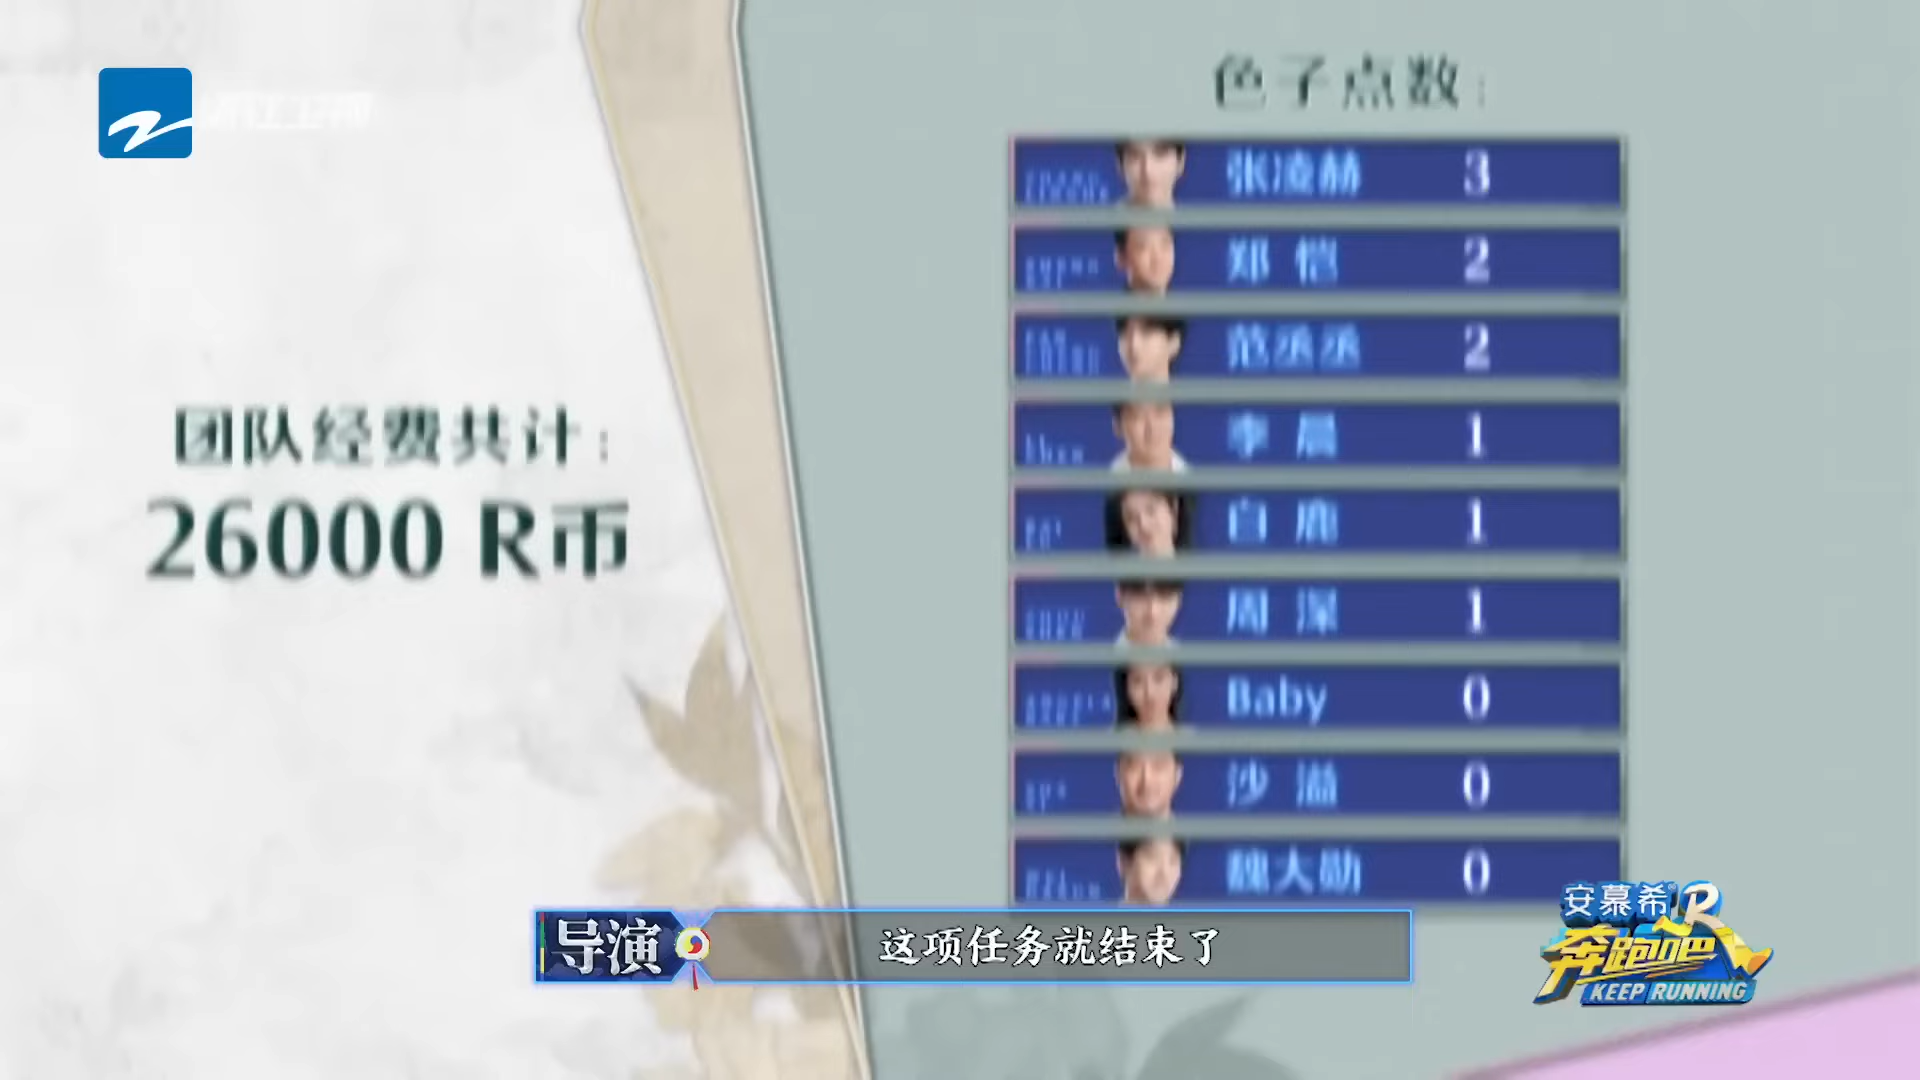 团队经费共计:
26000 R币
色子点数:
张凌赫 3
郑 恺 2
范丞丞 2
李 晨 1
白 鹿 1
周 深 1
Baby 0
沙 溢 0
魏大勋 0
导演 这项任务就结束了
安慕希
奔跑吧
KEEP RUNNING